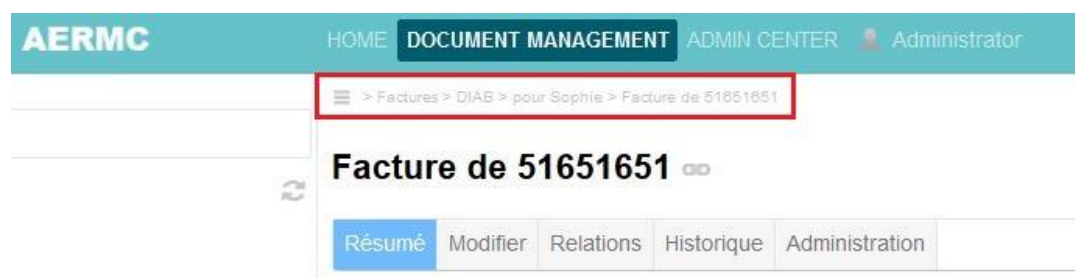 AERMC HOME DOCUMENT MANAGEMENT ADMIN CENTER Administrator
> Factures > DIAB > pour Sophie > Facture de 51651651
Facture de 51651651
Résumé Modifier Relations Historique Administration